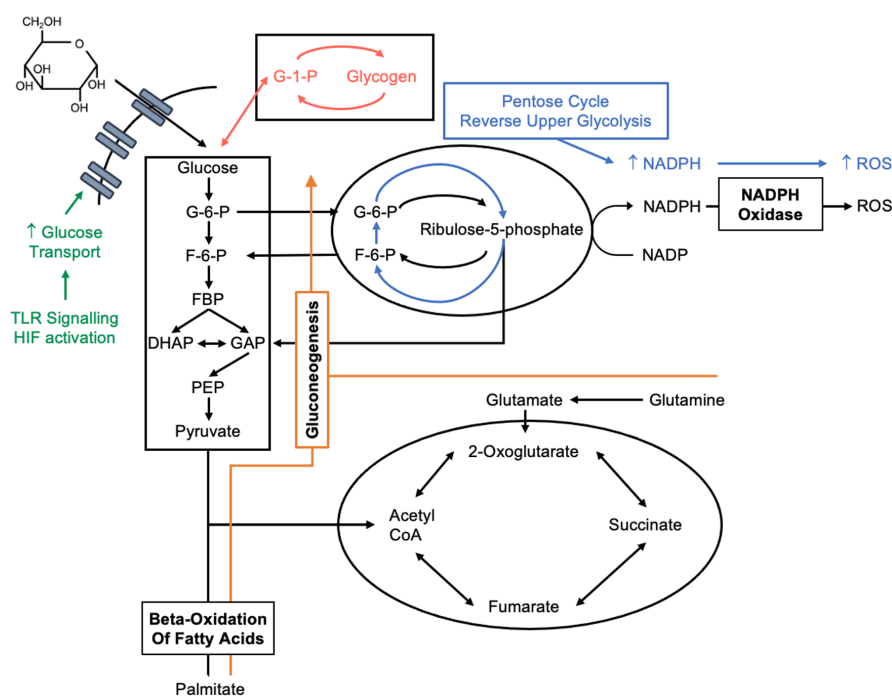 CH₂OH
O
OH
OH
OH
OH
G-1-P
Glycogen
Pentose Cycle
Reverse Upper Glycolysis
↑ NADPH
↑ ROS
Glucose
G-6-P
F-6-P
FBP
DHAP
GAP
PEP
Pyruvate
G-6-P
F-6-P
Ribulose-5-phosphate
NADPH
NADPH
Oxidase
ROS
NADP
↑ Glucose
Transport
TLR Signalling
HIF activation
Gluconeogenesis
Glutamate
Glutamine
2-Oxoglutarate
Acetyl
CoA
Succinate
Fumarate
Beta-Oxidation
Of Fatty Acids
Palmitate